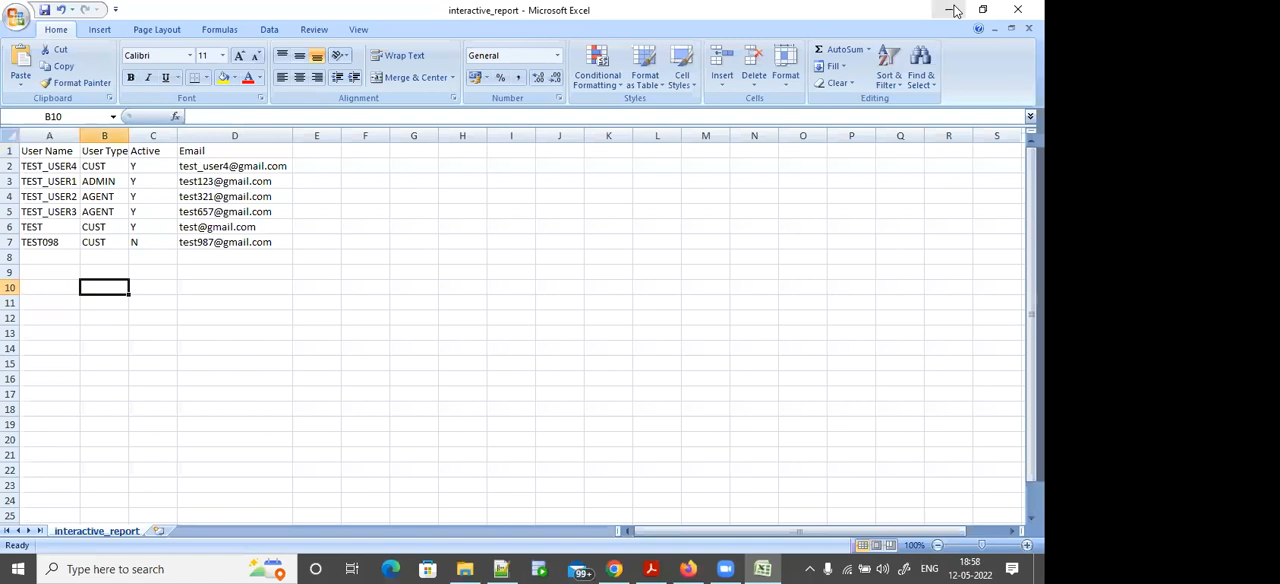 interactive_report - Microsoft Excel
Home Insert Page Layout Formulas Data Review View
Paste
Cut
Copy
Format Painter
Clipboard
Calibri 11
B I U
Font
Wrap Text
Merge & Center
Alignment
General
% ,
Number
Conditional Formatting
Format as Table
Cell Styles
Styles
Insert Delete Format
Cells
AutoSum
Fill
Clear
Sort & Filter
Find & Select
Editing
B10 fx
A B C D E F G H I J K L M N O P Q R S
1 User Name User Type Active Email
2 TEST_USER4 CUST Y test_user4@gmail.com
3 TEST_USER1 ADMIN Y test123@gmail.com
4 TEST_USER2 AGENT Y test321@gmail.com
5 TEST_USER3 AGENT Y test657@gmail.com
6 TEST CUST Y test@gmail.com
7 TEST098 CUST N test987@gmail.com
8
9
10
11
12
13
14
15
16
17
18
19
20
21
22
23
24
25
interactive_report
Ready 100%
Type here to search 99+ ENG 18:58
12-05-2022